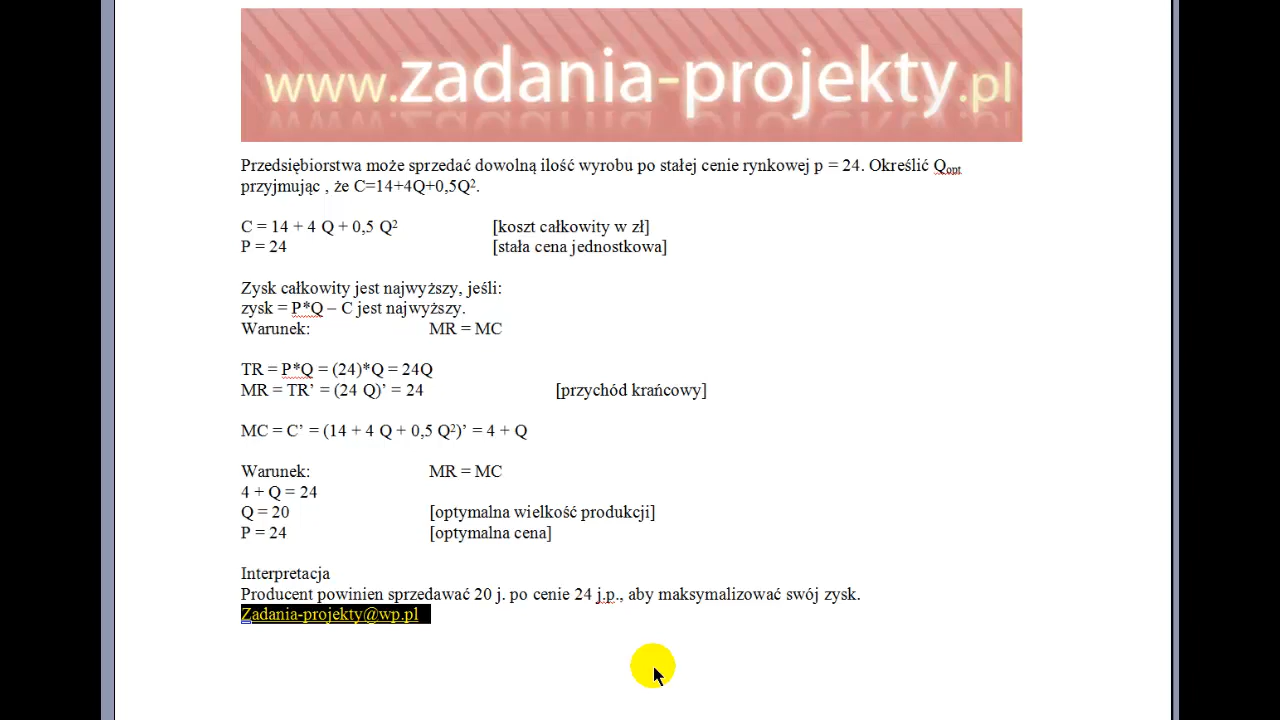 www.zadania-projekty.pl
Przedsiębiorstwa może sprzedać dowolną ilość wyrobu po stałej cenie rynkowej p = 24. Określić Qopt
przyjmując , że C=14+4Q+0,5Q².
C = 14 + 4 Q + 0,5 Q² [koszt całkowity w zł]
P = 24 [stała cena jednostkowa]
Zysk całkowity jest najwyższy, jeśli:
zysk = P*Q – C jest najwyższy.
Warunek: MR = MC
TR = P*Q = (24)*Q = 24Q
MR = TR’ = (24 Q)’ = 24 [przychód krańcowy]
MC = C’ = (14 + 4 Q + 0,5 Q²)’ = 4 + Q
Warunek: MR = MC
4 + Q = 24
Q = 20 [optymalna wielkość produkcji]
P = 24 [optymalna cena]
Interpretacja
Producent powinien sprzedawać 20 j. po cenie 24 j.p., aby maksymalizować swój zysk.
Zadania-projekty@wp.pl